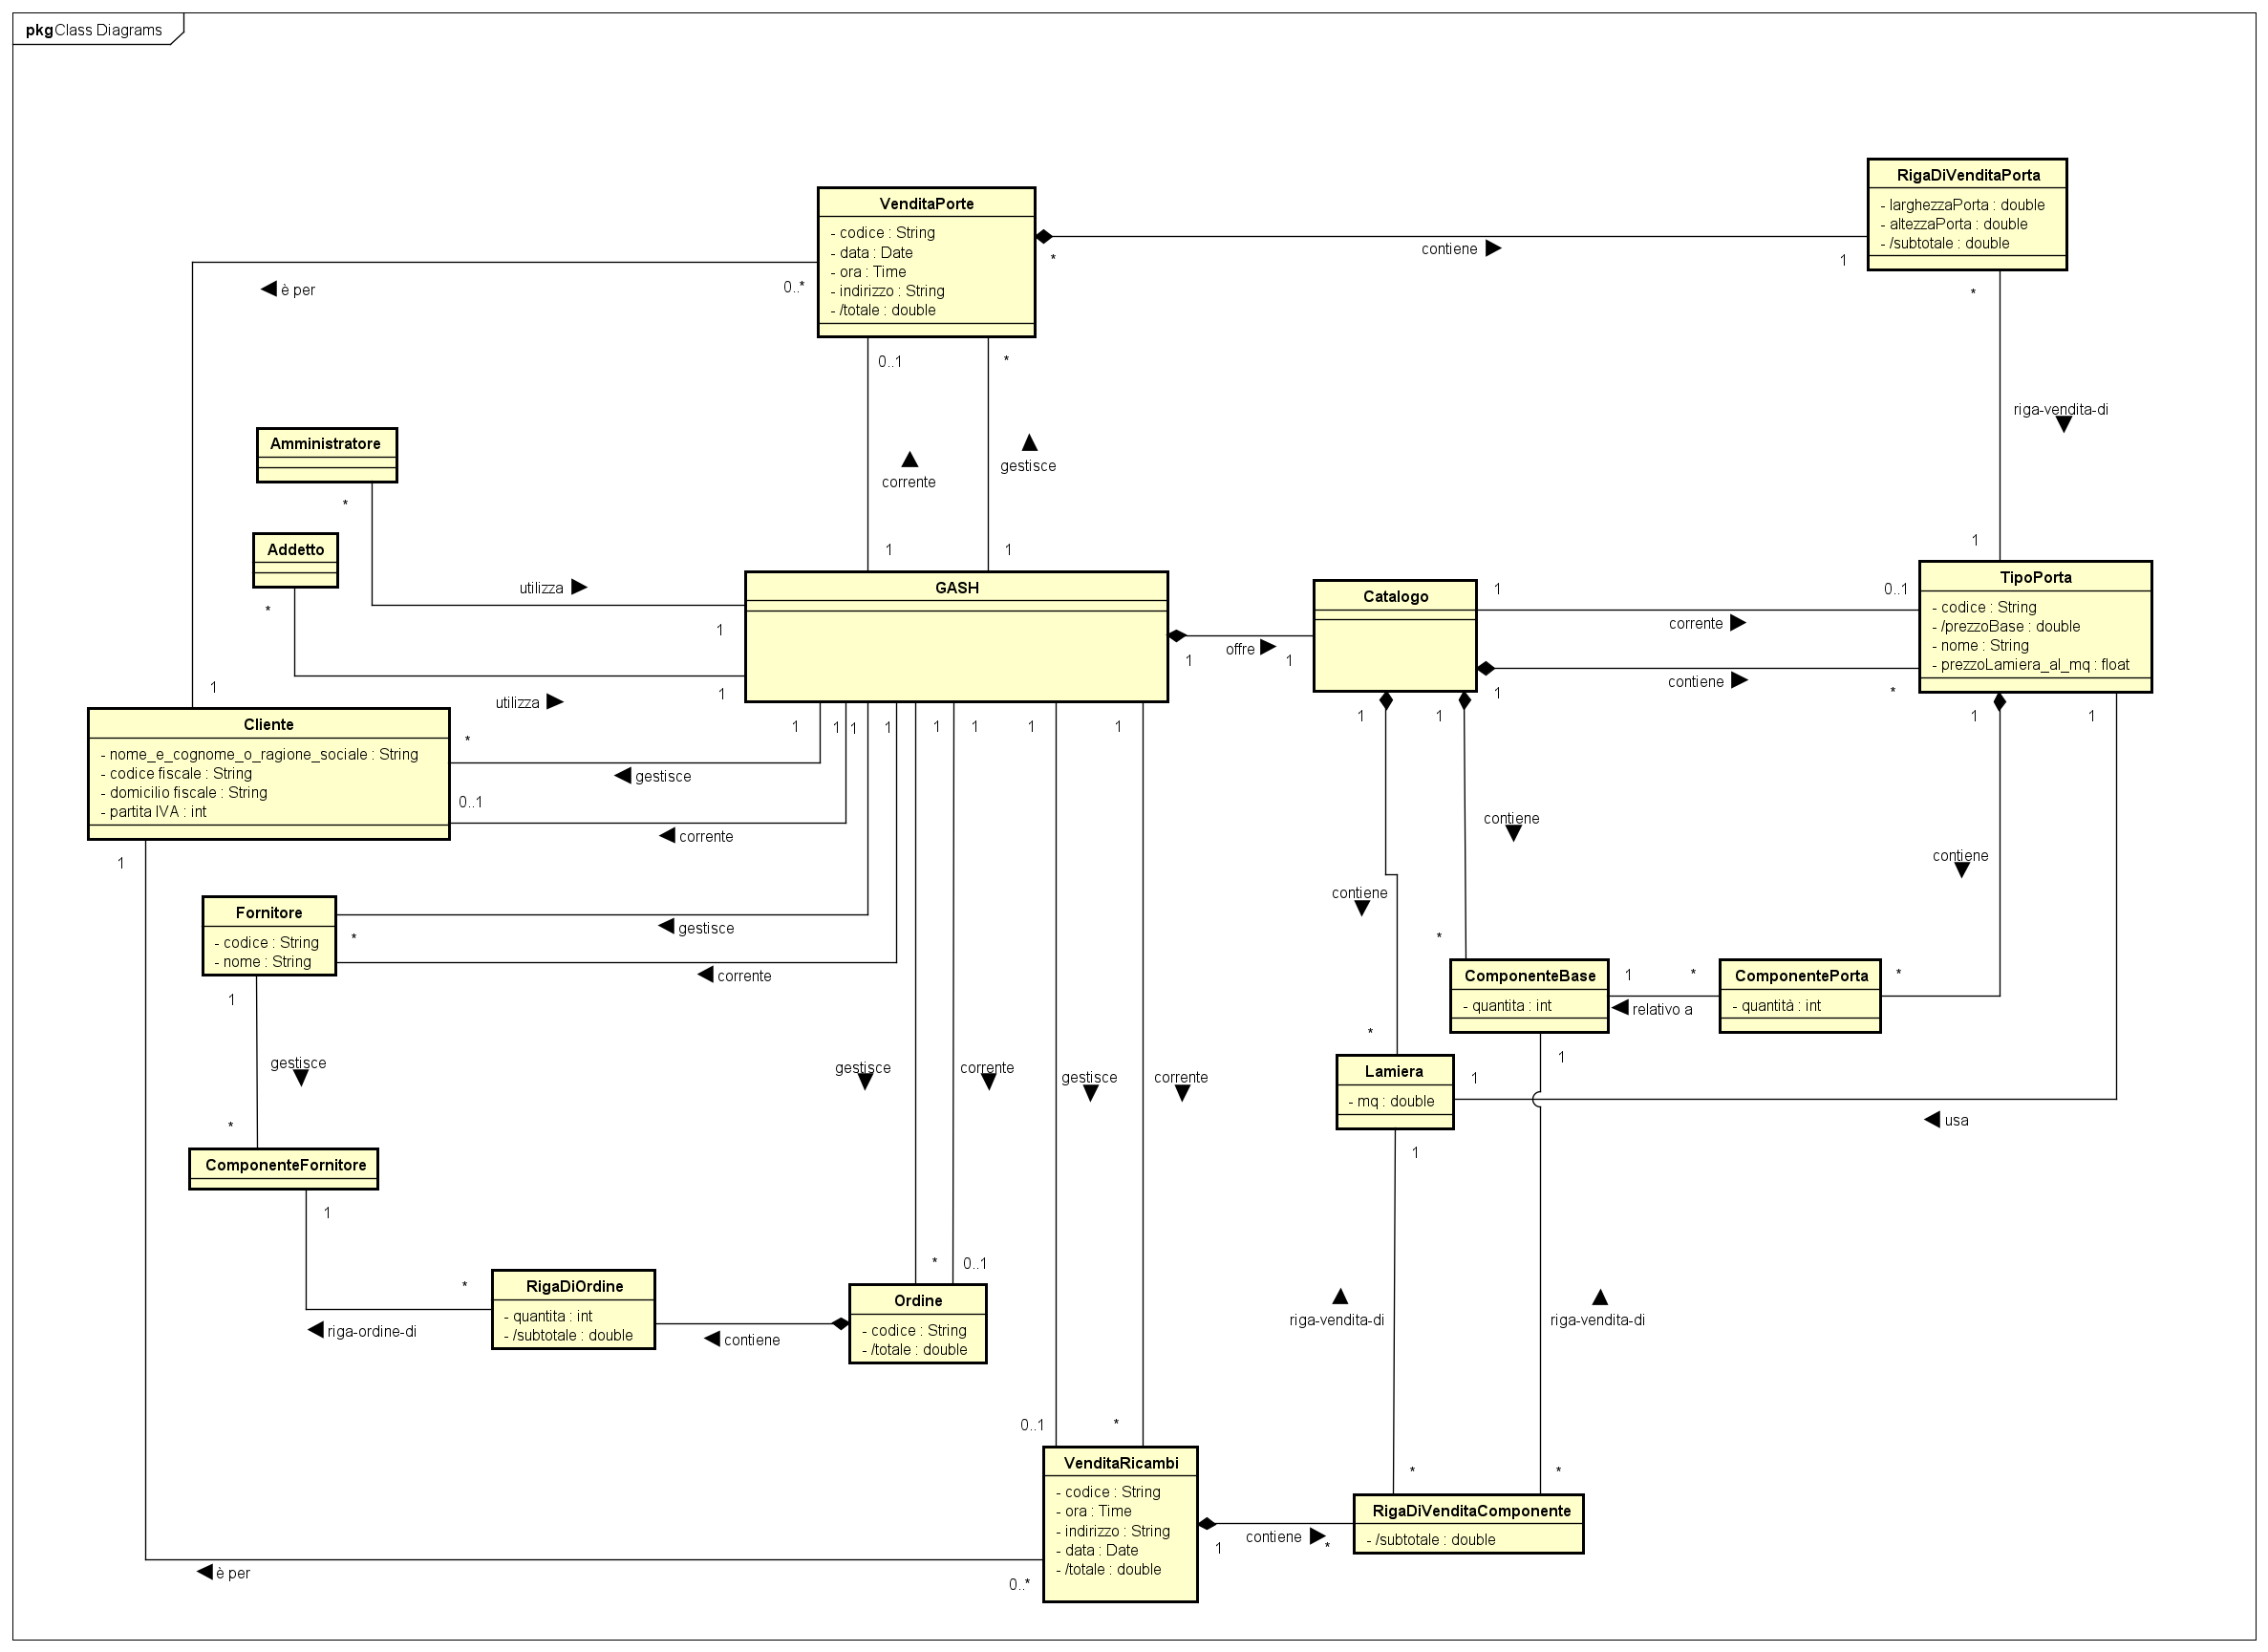 pkg Class Diagrams
RigaDiVenditaPorta
- larghezzaPorta : double
- altezzaPorta : double
- /subtotale : double
VenditaPorte
- codice : String
- data : Date
- ora : Time
- indirizzo : String
- /totale : double
*
contiene
1
è per
0..*
*
0..1
*
riga-vendita-di
Amministratore
*
corrente
gestisce
Addetto
*
1
1
1
utilizza
GASH
Catalogo
1
0..1
corrente
TipoPorta
- codice : String
- /prezzoBase : double
- nome : String
- prezzoLamiera_al_mq : float
1
offre
1
1
contiene
1
*
1
utilizza
1
1
Cliente
- nome_e_cognome_o_ragione_sociale : String
- codice fiscale : String
- domicilio fiscale : String
- partita IVA : int
*
gestisce
0..1
corrente
1
1
1
1
1
1
1
1
1
1
1
1
contiene
contiene
contiene
1
Fornitore
- codice : String
- nome : String
*
gestisce
corrente
*
ComponenteBase
- quantita : int
1
*
relativo a
ComponentePorta
- quantità : int
*
1
gestisce
*
gestisce
corrente
gestisce
corrente
*
Lamiera
- mq : double
1
1
usa
1
ComponenteFornitore
1
*
RigaDiOrdine
- quantita : int
- /subtotale : double
riga-ordine-di
contiene
*
0..1
Ordine
- codice : String
- /totale : double
riga-vendita-di
riga-vendita-di
0..1
*
VenditaRicambi
- codice : String
- ora : Time
- indirizzo : String
- data : Date
- /totale : double
*
*
RigaDiVenditaComponente
- /subtotale : double
1
contiene
*
è per
0..*